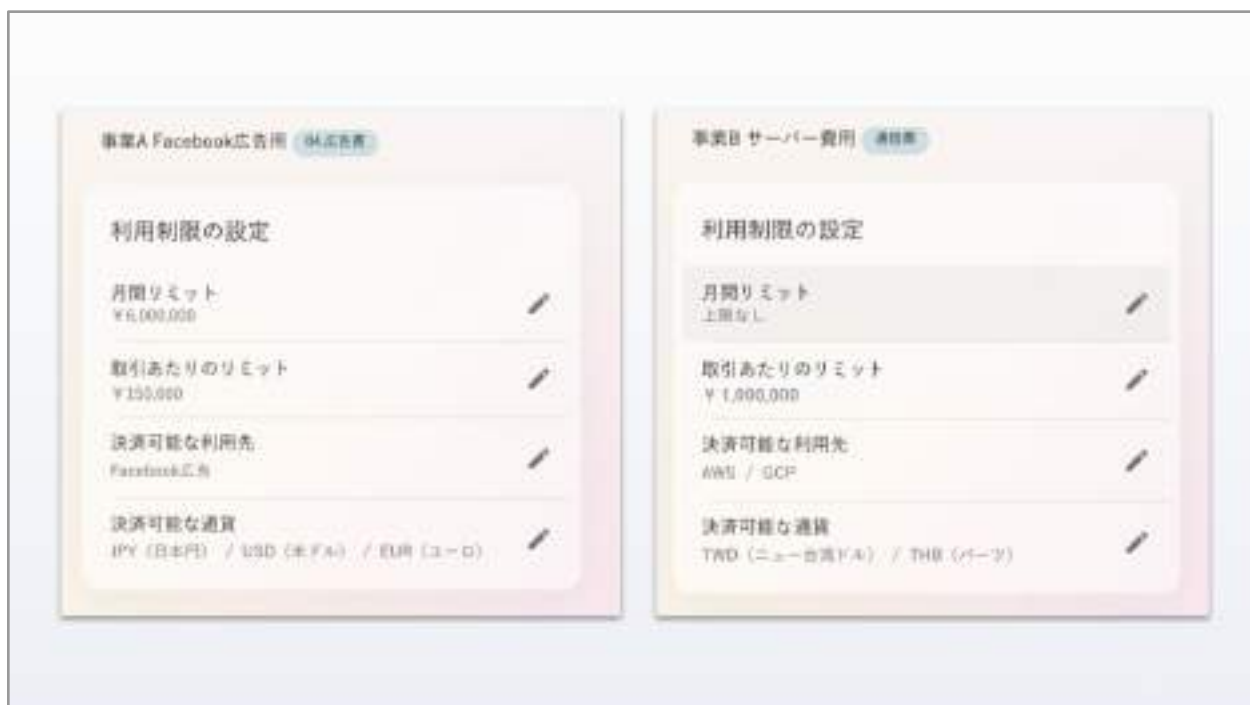 事業A Facebook広告用 04.広告費
利用制限の設定
月間リミット
¥6,000,000
取引あたりのリミット
¥150,000
決済可能な利用先
Facebook広告
決済可能な通貨
JPY（日本円） / USD（米ドル） / EUR（ユーロ）
事業B サーバー費用 通信費
利用制限の設定
月間リミット
上限なし
取引あたりのリミット
¥ 1,000,000
決済可能な利用先
AWS / GCP
決済可能な通貨
TWD（ニュー台湾ドル） / THB（バーツ）